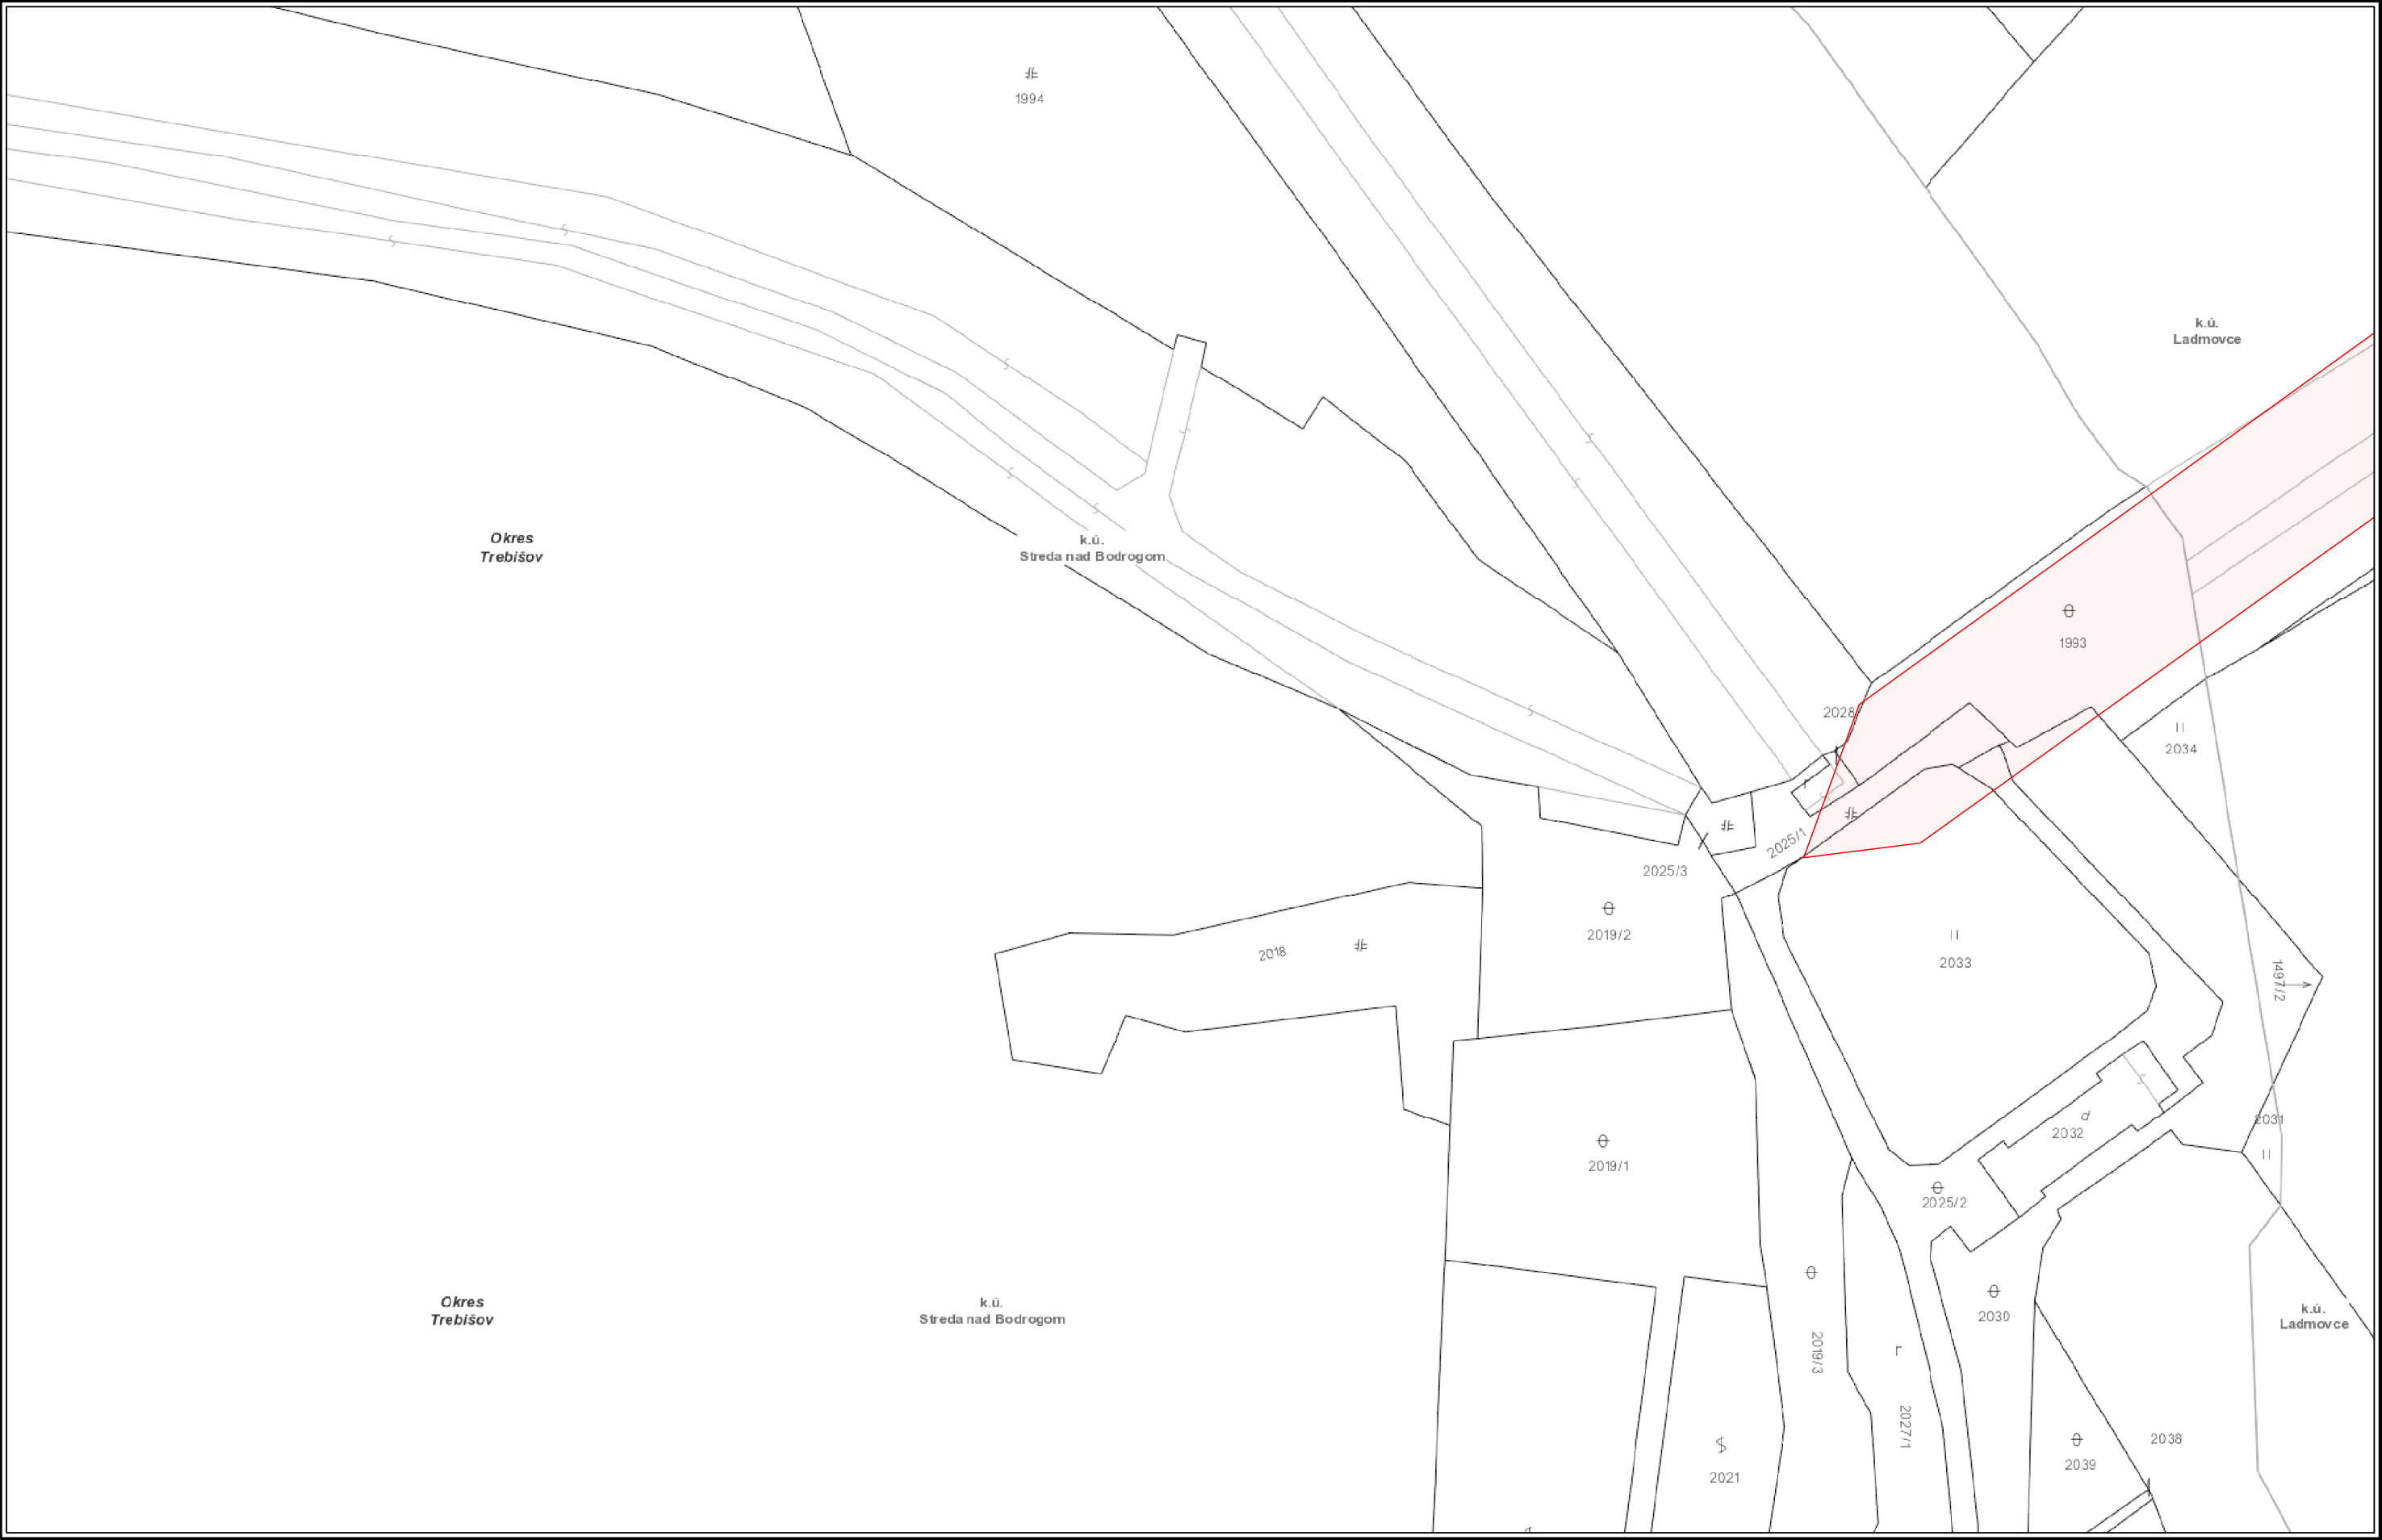 1994
k.ú.
Ladmovce
Okres
Trebišov
k.ú.
Streda nad Bodrogom
1993
2028
2034
2025/1
2025/3
2019/2
2018
2033
1497/2
2031
2032
2019/1
2025/2
Okres
Trebišov
k.ú.
Streda nad Bodrogom
2030
k.ú.
Ladmovce
2019/3
2027/1
2038
2039
2021